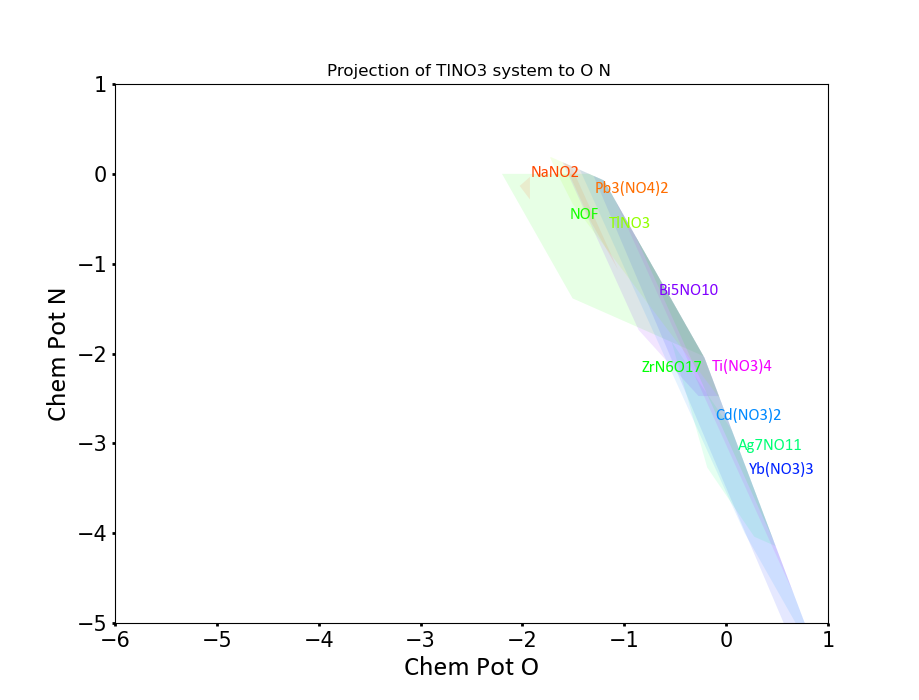 Projection of TlNO3 system to O N
1
0
−1
−2
−3
−4
−5
Chem Pot N
NaNO2
Pb3(NO4)2
NOF
TlNO3
Bi5NO10
ZrN6O17
Ti(NO3)4
Cd(NO3)2
Ag7NO11
Yb(NO3)3
−6
−5
−4
−3
−2
−1
0
1
Chem Pot O